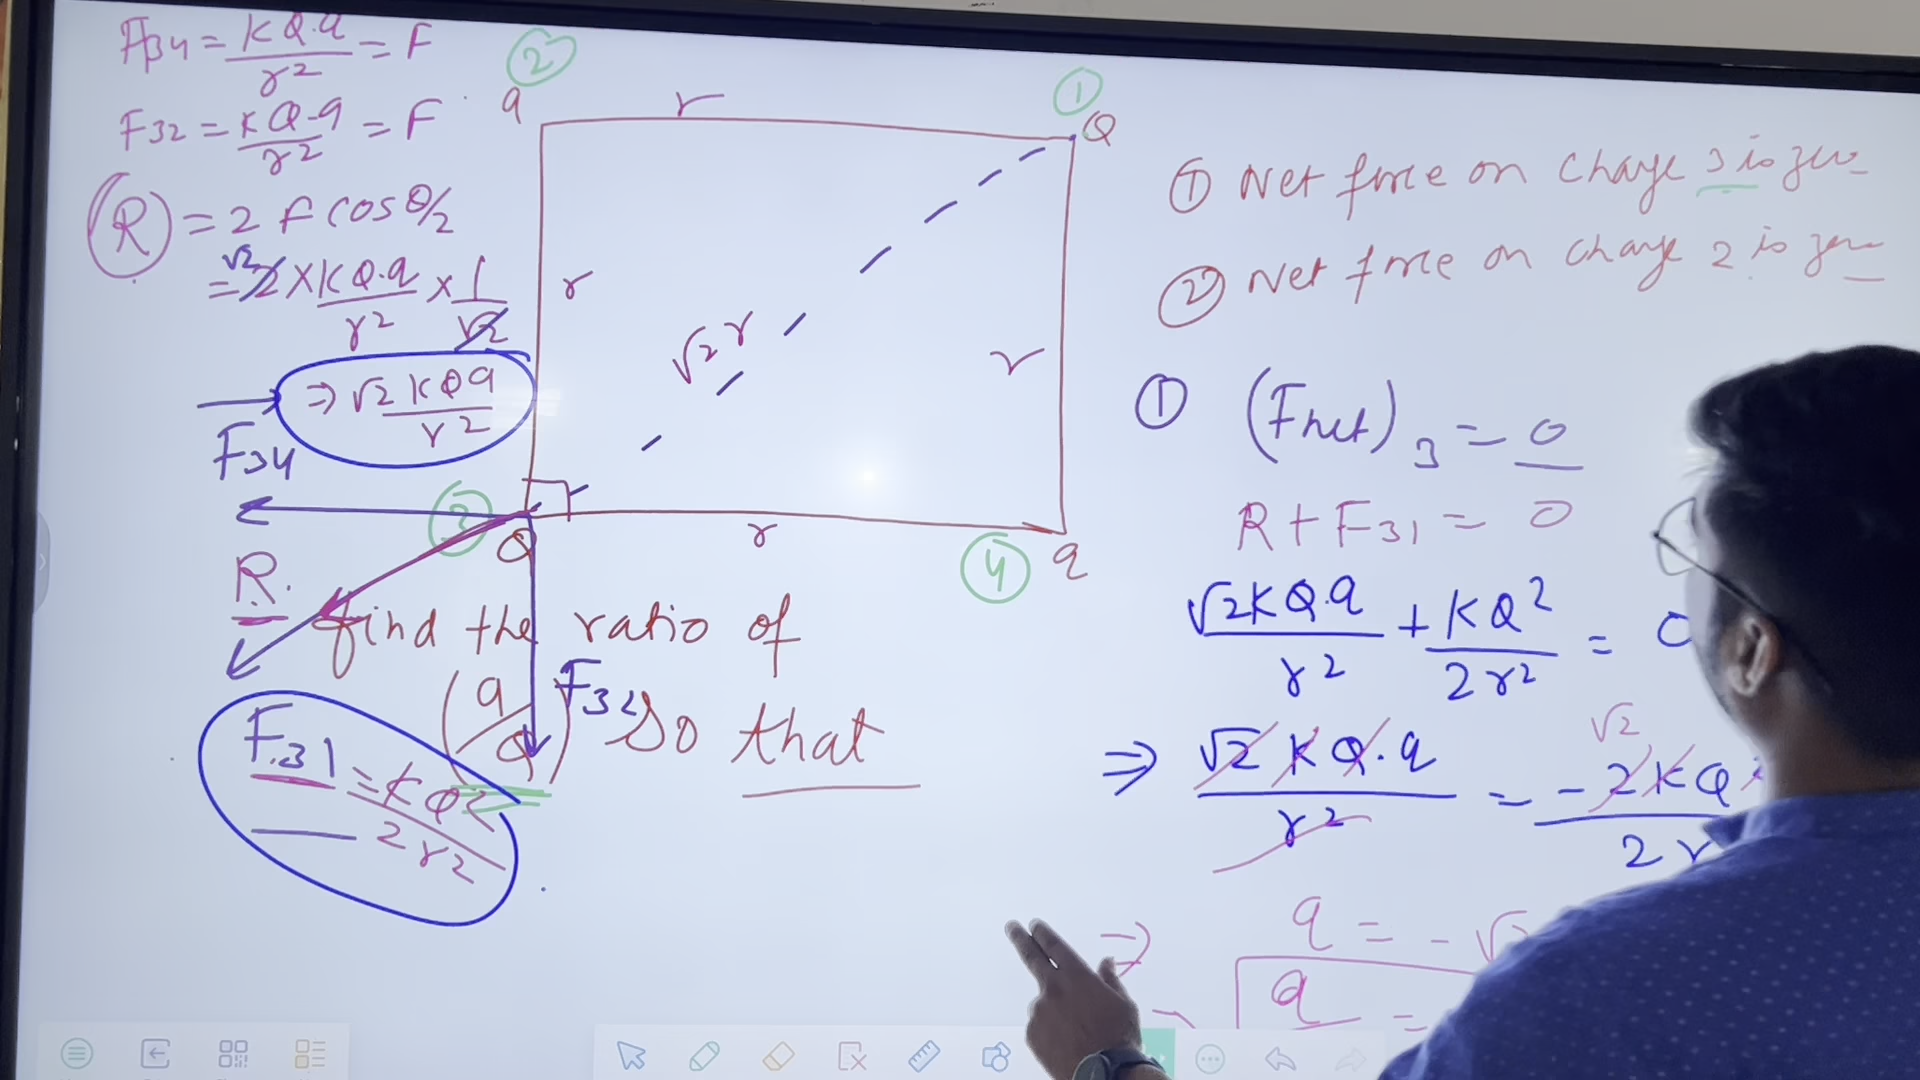 F34 = KQ.q/r² = F
F32 = KQ.q/r² = F
R = 2 F cos θ/2
= √2 2 × KQ.q/r² × 1/√2
⇒ √2 KQq/r²
F34
R.
F31 = KQ²/2r²
②
q
r
①
Q
r
√2 r
r
③
Q
r
④
q
find the ratio of
(q/Q) so that
F32
① Net force on charge 3 is zero
② Net force on charge 2 is zero
① (Fnet)3 = 0
R + F31 = 0
√2KQ.q/r² + KQ²/2r² =
⇒ √2 KQ.q/r² = -√2 2KQ /2
⇒ q = -√
q =